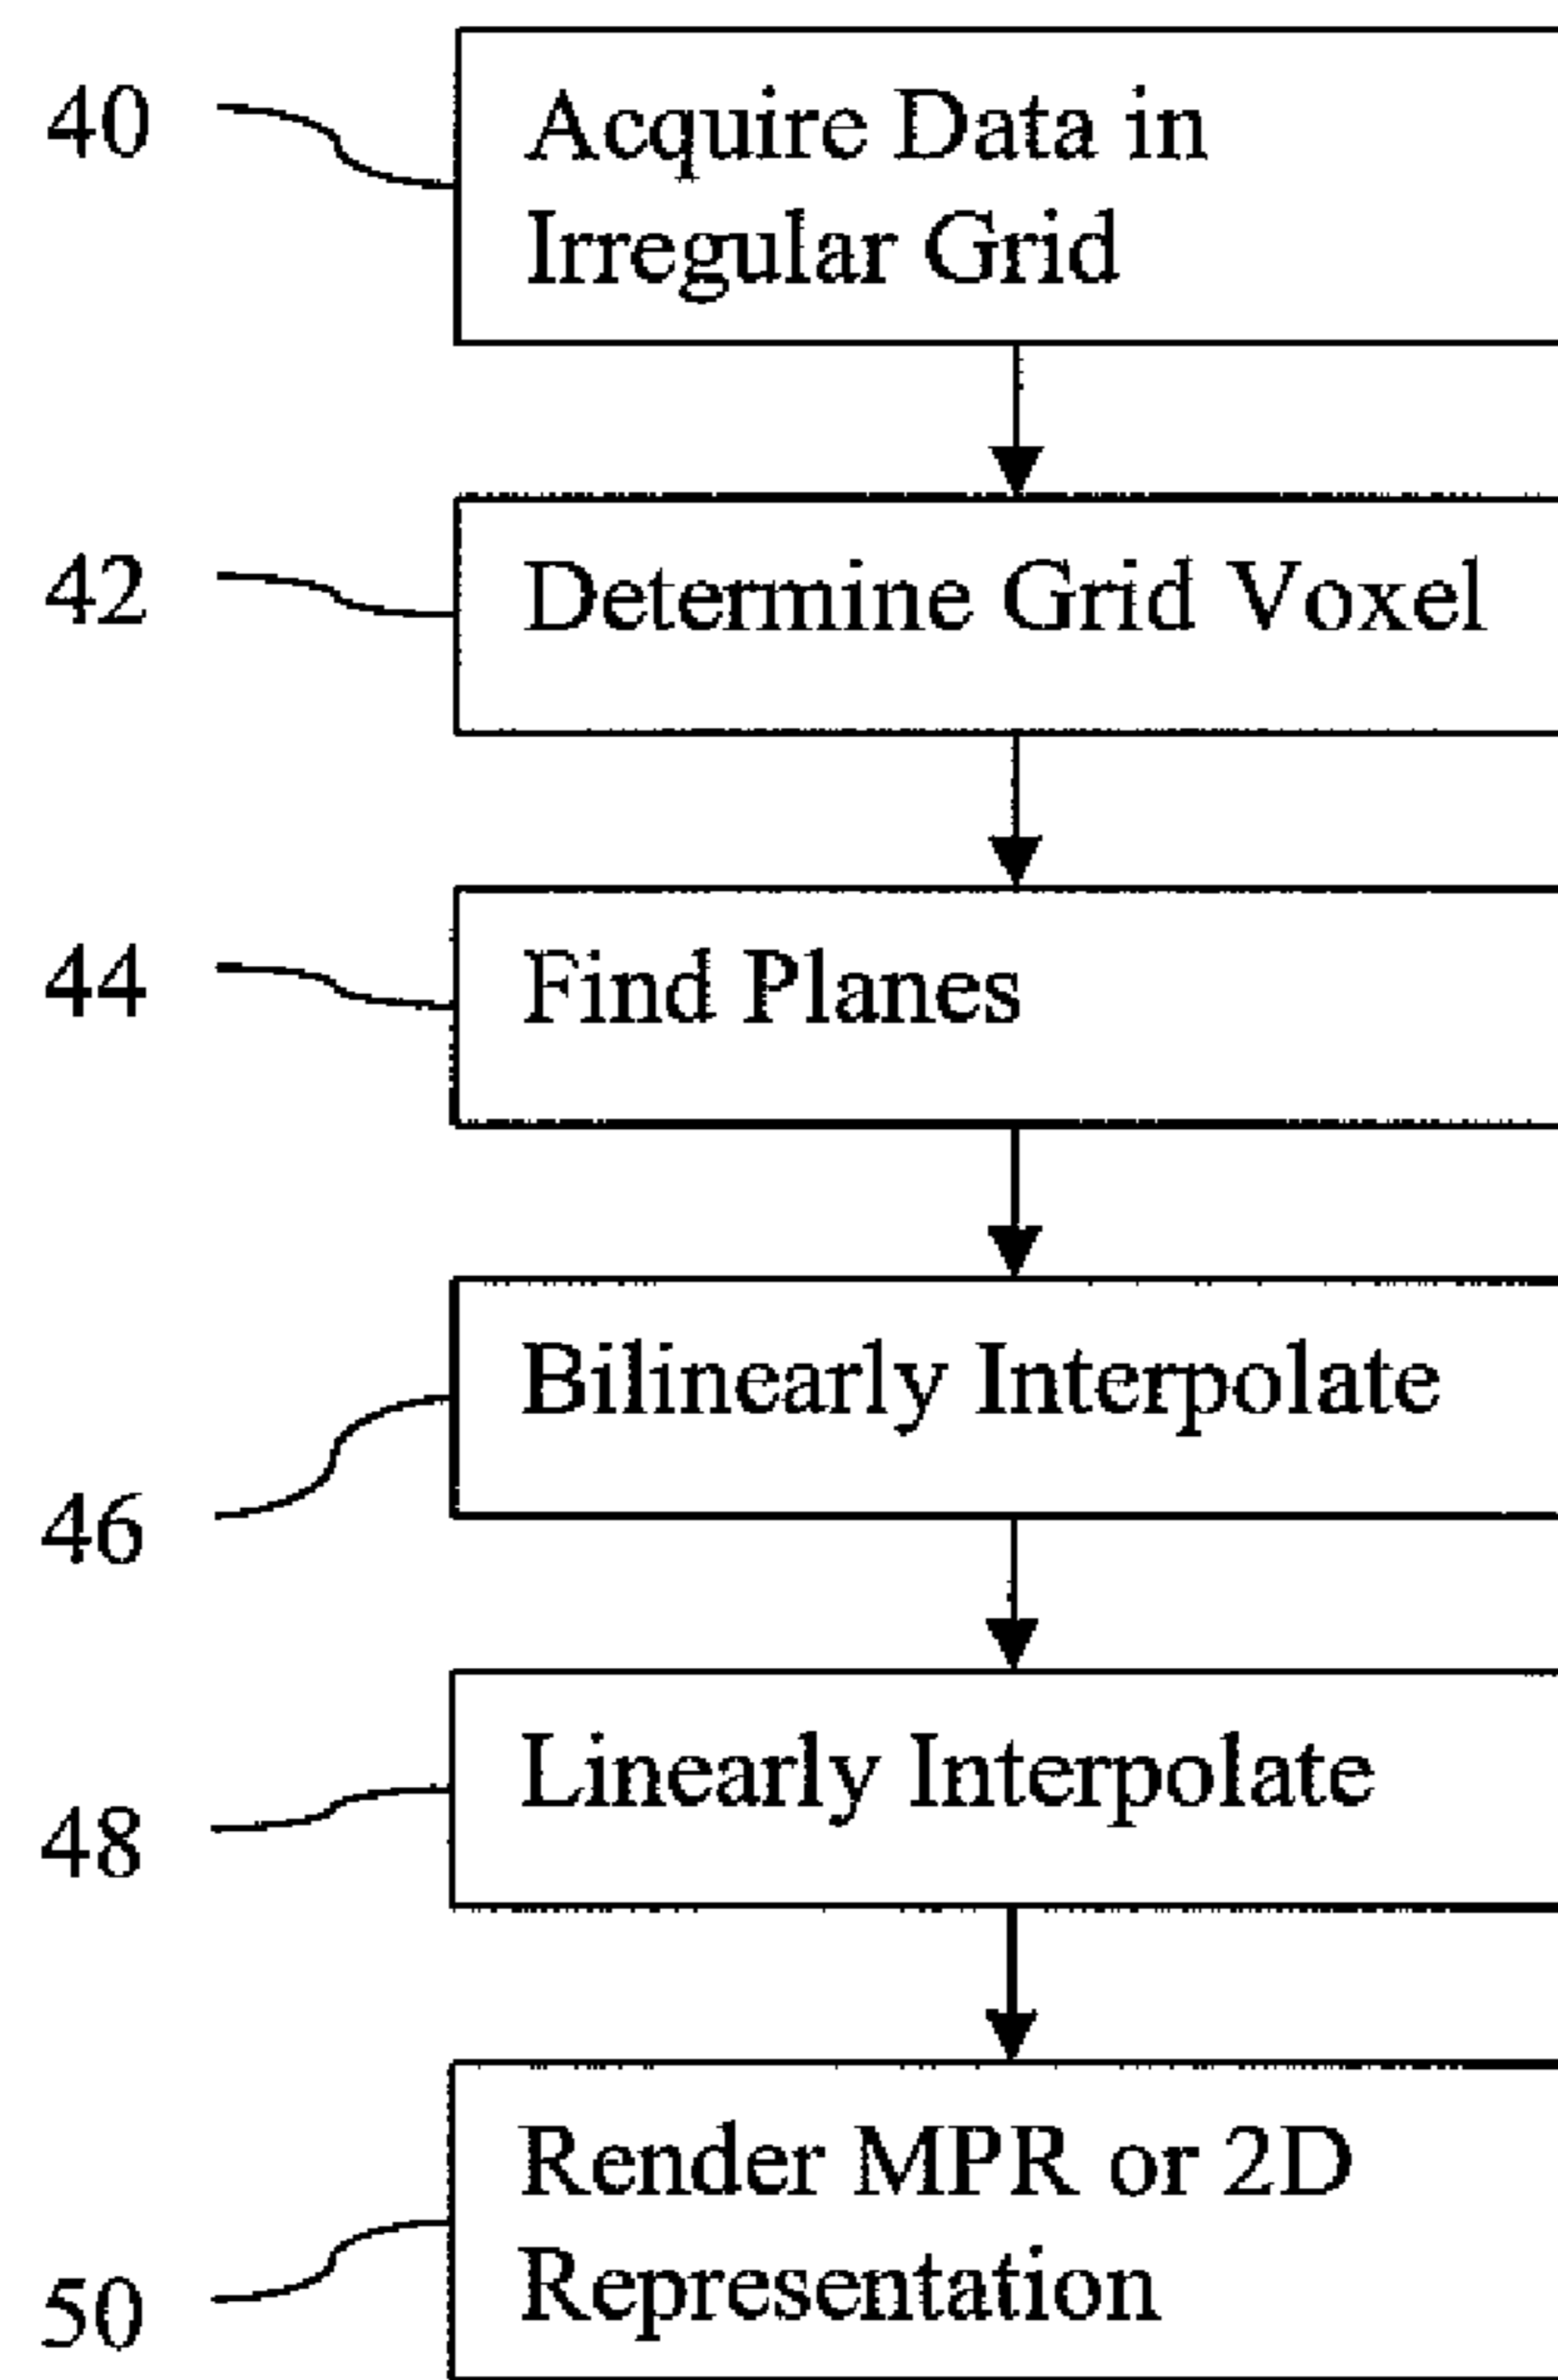 40
Acquire Data in
Irregular Grid
42
Determine Grid Voxel
44
Find Planes
46
Bilinearly Interpolate
48
Linearly Interpolate
50
Render MPR or 2D
Representation